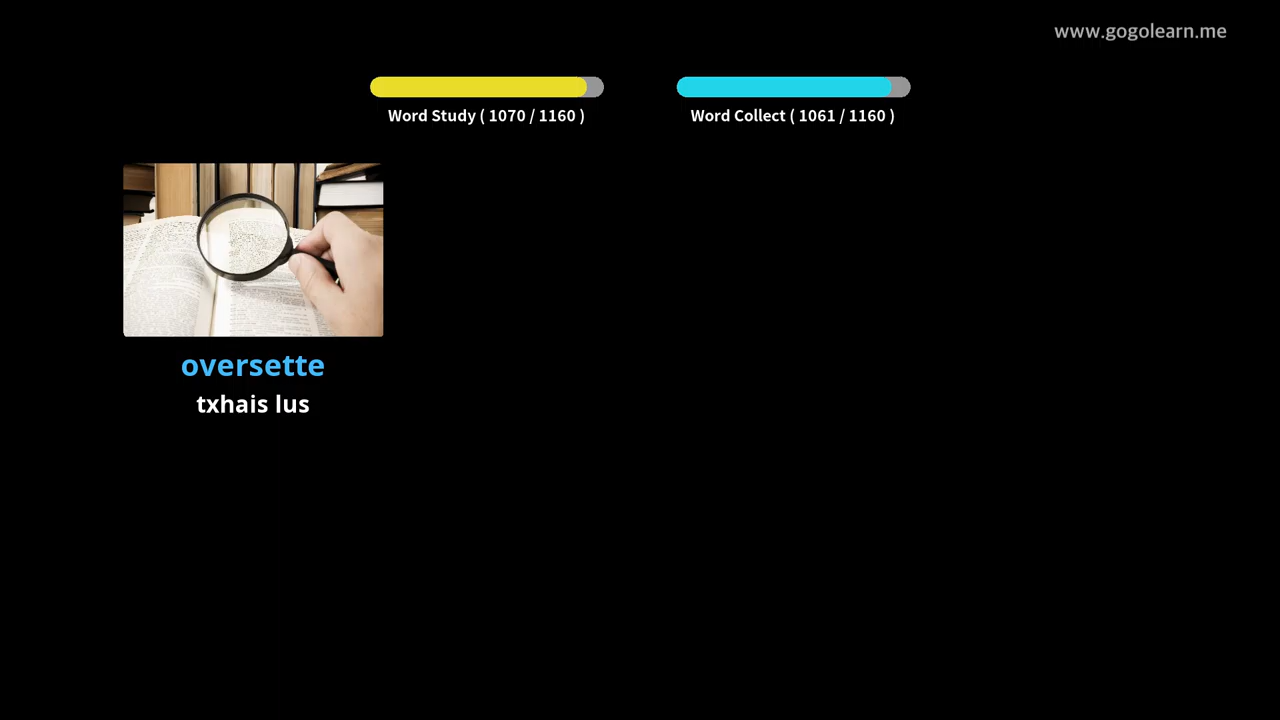 www.gogolearn.me
Word Study ( 1070 / 1160 )
Word Collect ( 1061 / 1160 )
oversette
txhais lus